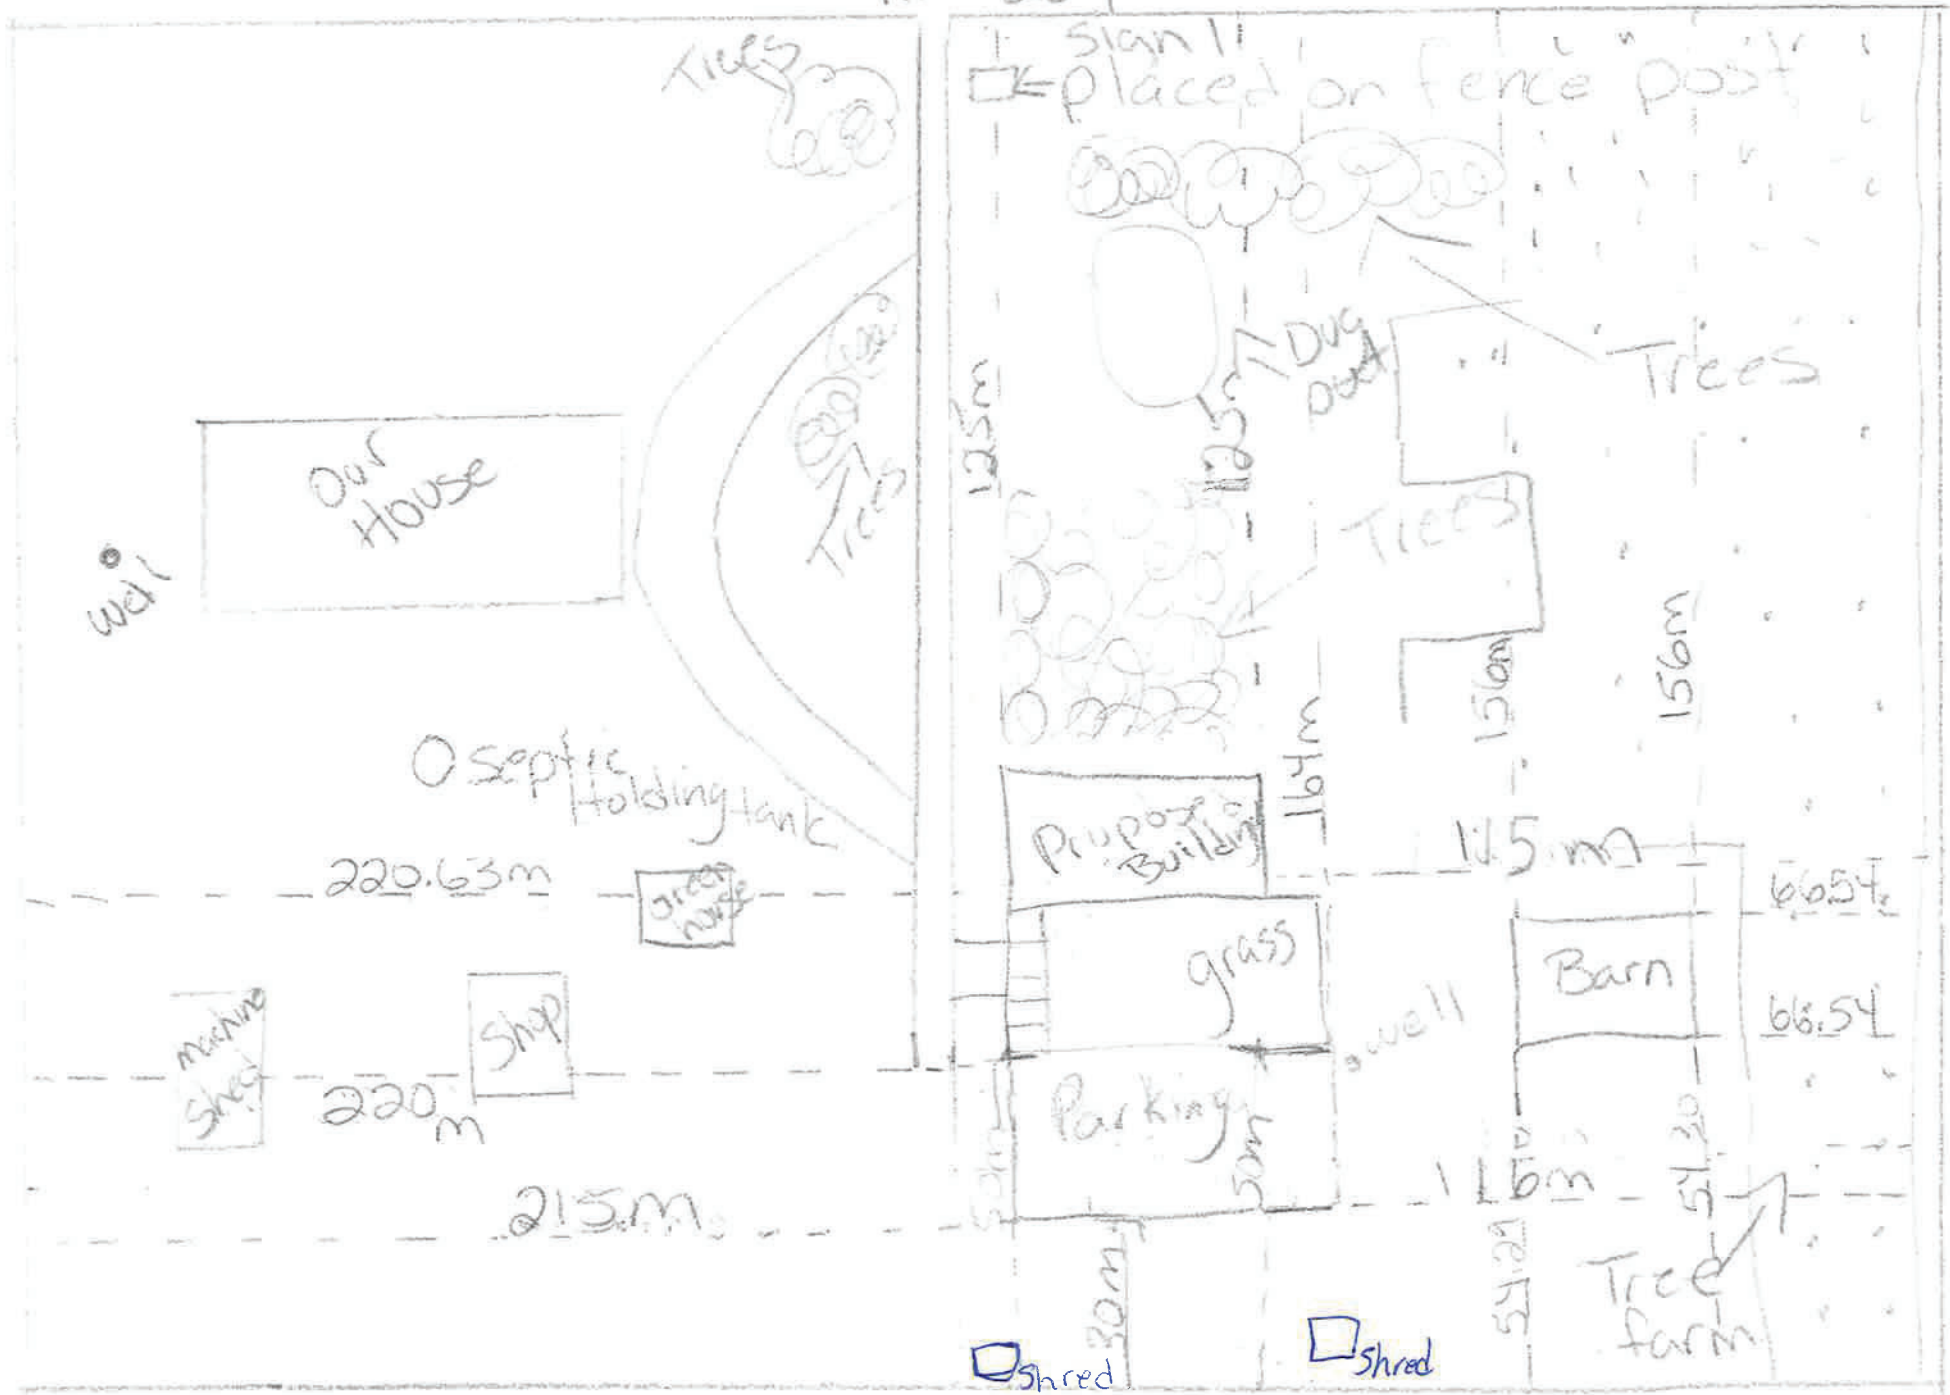 Trees
sign
placed on fence post
Dug
out
Trees
125m
125m
Our
House
Trees
Trees
well
156m
156m
164m
septic
Holding tank
Propose
Building
115 m
220.63m
green
house
66.54
grass
Barn
machine
Shed
Shop
well
66.54
220
m
Parking
50m
50m
116m
54.30
215m
30m
54.29
Tree
farm
Shred
Shred